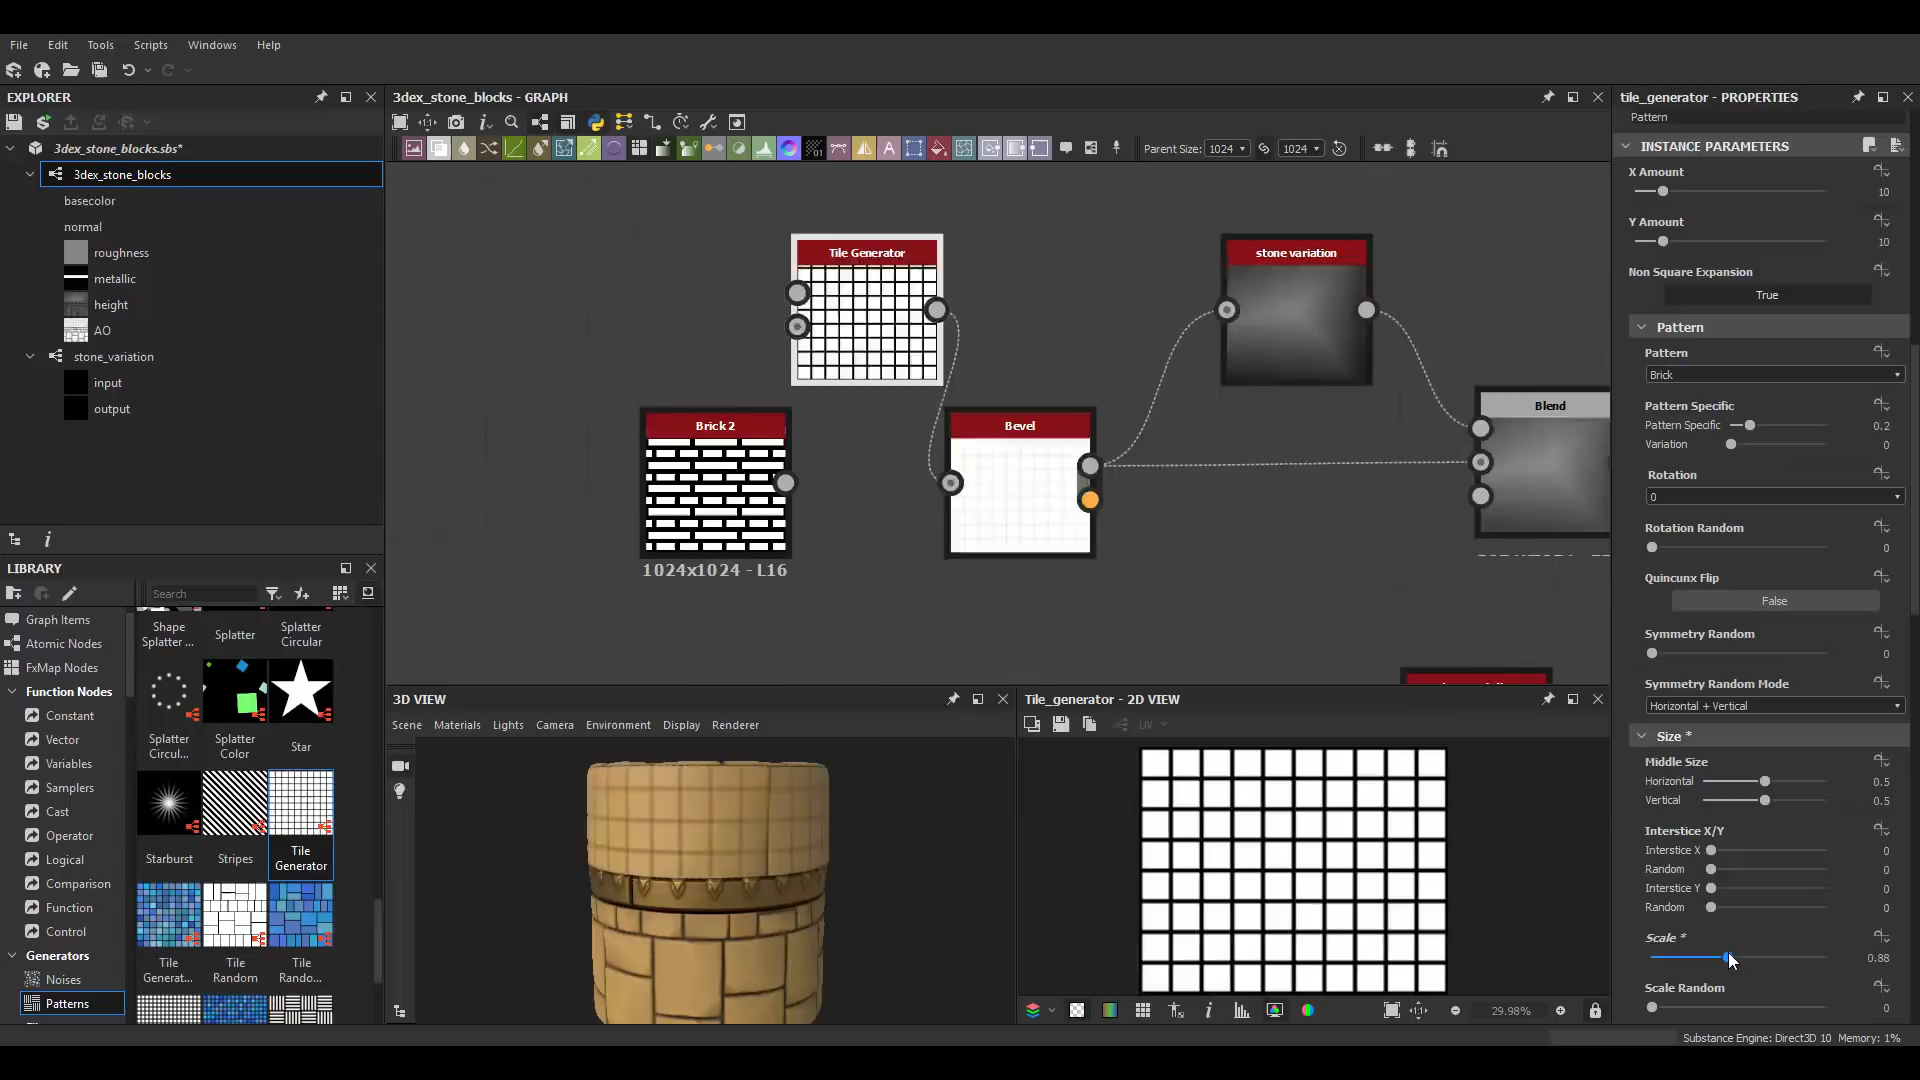 File Edit Tools Scripts Windows Help
EXPLORER
3dex_stone_blocks.sbs*
3dex_stone_blocks
basecolor
normal
roughness
metallic
height
AO
stone_variation
input
output
LIBRARY
Search
Graph Items
Atomic Nodes
FxMap Nodes
Function Nodes
Constant
Vector
Variables
Samplers
Cast
Operator
Logical
Comparison
Function
Control
Generators
Noises
Patterns
Shape Splatter ...
Splatter
Splatter Circular
Splatter Circul...
Splatter Color
Star
Starburst
Stripes
Tile Generator
Tile Generat...
Tile Random
Tile Rando...
3dex_stone_blocks - GRAPH
Parent Size: 1024 1024
Tile Generator
stone variation
Brick 2
Bevel
Blend
1024x1024 - L16
3D VIEW
Scene Materials Lights Camera Environment Display Renderer
Tile_generator - 2D VIEW
UV
29.98%
tile_generator - PROPERTIES
Pattern
INSTANCE PARAMETERS
X Amount
10
Y Amount
10
Non Square Expansion
True
Pattern
Pattern
Brick
Pattern Specific
Pattern Specific 0.2
Variation 0
Rotation
0
Rotation Random
0
Quincunx Flip
False
Symmetry Random
0
Symmetry Random Mode
Horizontal + Vertical
Size *
Middle Size
Horizontal 0.5
Vertical 0.5
Interstice X/Y
Interstice X 0
Random 0
Interstice Y 0
Random 0
Scale *
0.88
Scale Random
0
Substance Engine: Direct3D 10 Memory: 1%